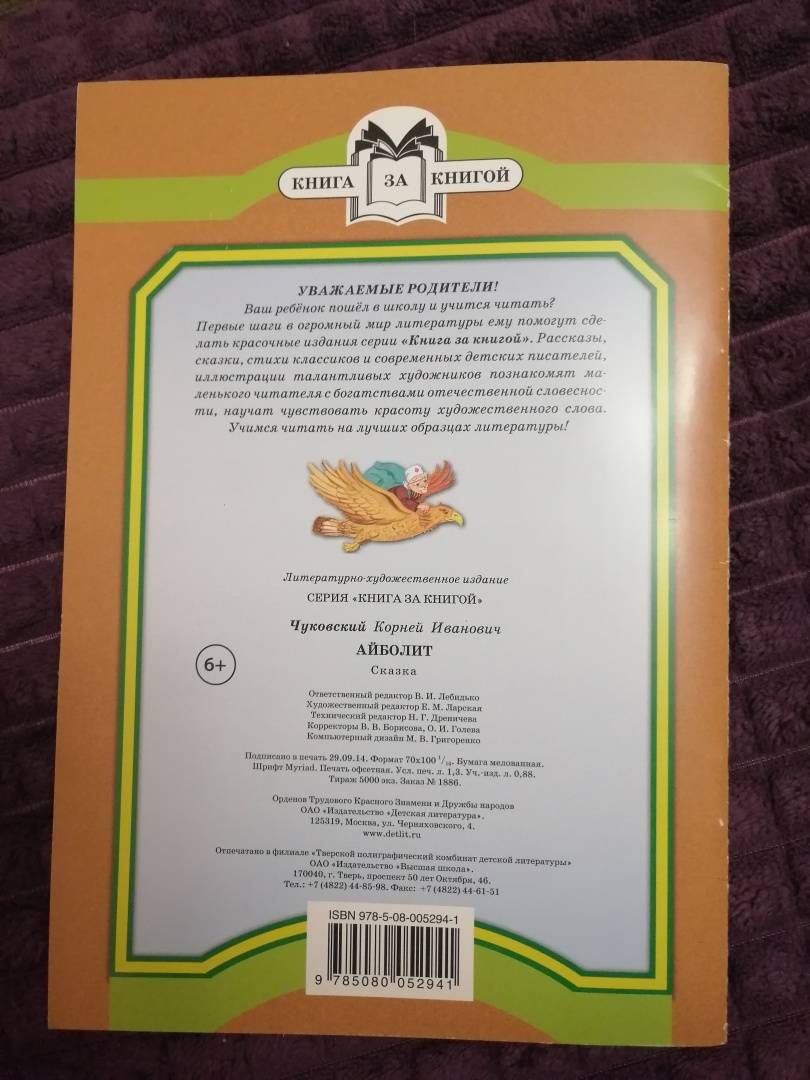 КНИГА ЗА КНИГОЙ
УВАЖАЕМЫЕ РОДИТЕЛИ!
Ваш ребёнок пошёл в школу и учится читать?
Первые шаги в огромный мир литературы ему помогут сде-
лать красочные издания серии «Книга за книгой». Рассказы,
сказки, стихи классиков и современных детских писателей,
иллюстрации талантливых художников познакомят ма-
ленького читателя с богатствами отечественной словеснос-
ти, научат чувствовать красоту художественного слова.
Учимся читать на лучших образцах литературы!
Литературно-художественное издание
СЕРИЯ «КНИГА ЗА КНИГОЙ»
Чуковский Корней Иванович
АЙБОЛИТ
Сказка
6+
Ответственный редактор В. И. Лебидько
Художественный редактор Е. М. Ларская
Технический редактор Н. Г. Дреничева
Корректоры В. В. Борисова, О. И. Голева
Компьютерный дизайн М. В. Григоренко
Подписано в печать 29.09.14. Формат 70х100 1/16. Бумага мелованная.
Шрифт Myriad. Печать офсетная. Усл. печ. л. 1,3. Уч.-изд. л. 0,88.
Тираж 5000 экз. Заказ № 1886.
Орденов Трудового Красного Знамени и Дружбы народов
ОАО «Издательство «Детская литература».
125319, Москва, ул. Черняховского, 4.
www.detlit.ru
Отпечатано в филиале «Тверской полиграфический комбинат детской литературы»
ОАО «Издательство «Высшая школа».
170040, г. Тверь, проспект 50 лет Октября, 46.
Тел.: +7 (4822) 44-85-98. Факс: +7 (4822) 44-61-51
ISBN 978-5-08-005294-1
9 785080 052941